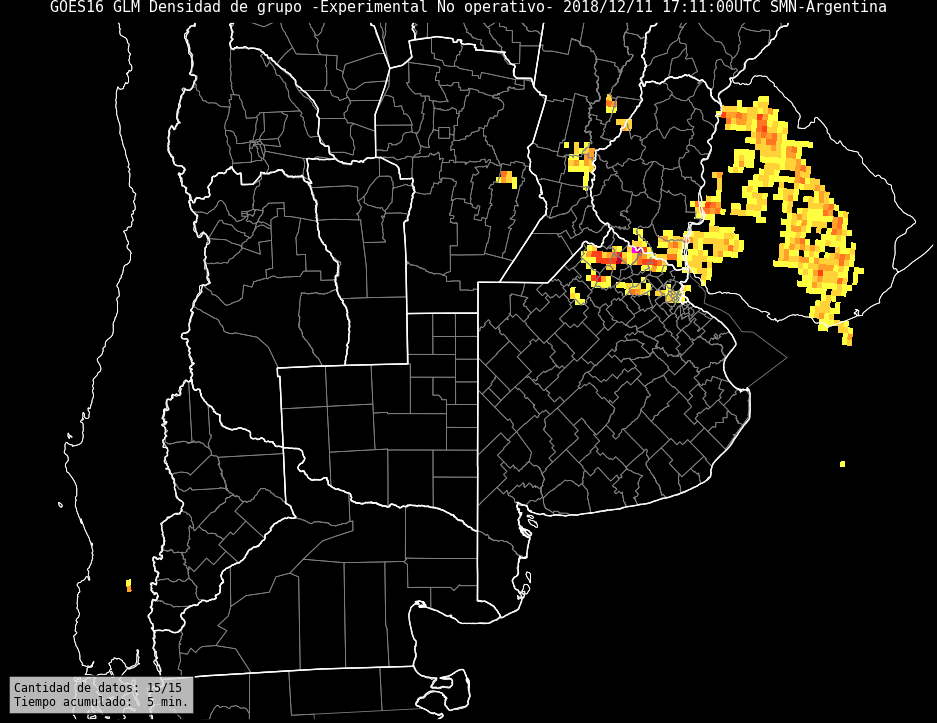 GOES16 GLM Densidad de grupo -Experimental No operativo- 2018/12/11 17:11:00UTC SMN-Argentina
Cantidad de datos: 15/15
Tiempo acumulado:  5 min.